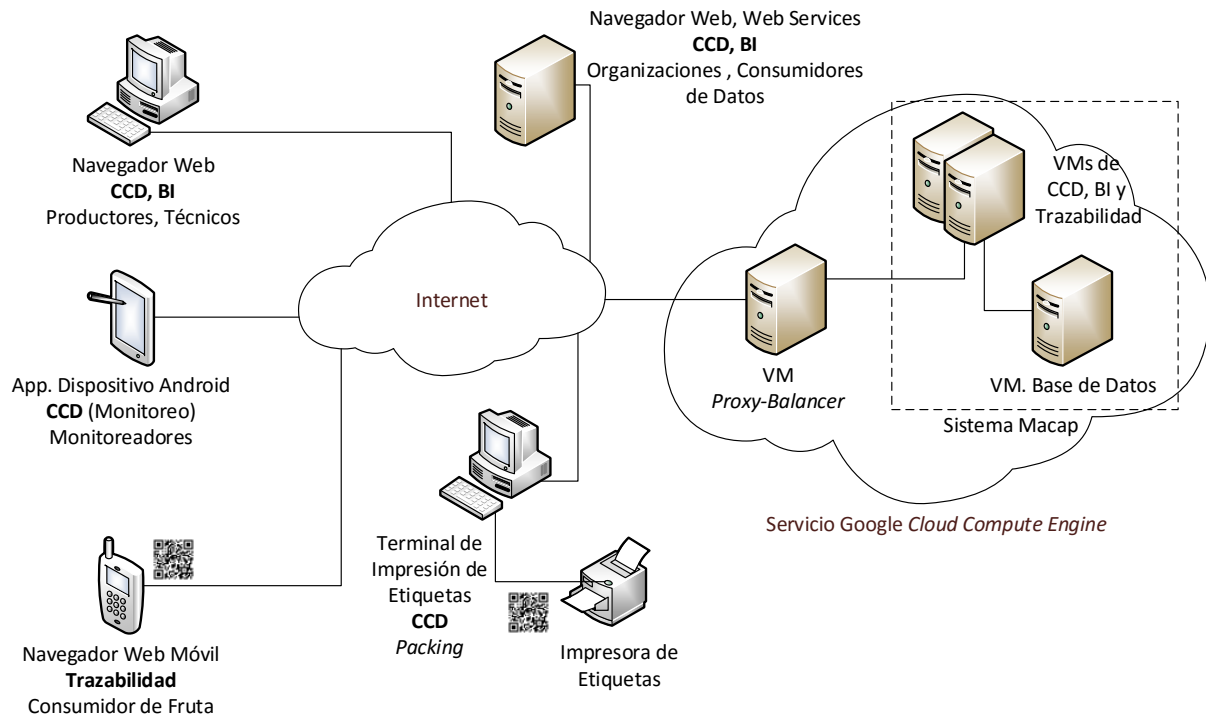 Navegador Web, Web Services
CCD, BI
Organizaciones , Consumidores
de Datos
Navegador Web
CCD, BI
Productores, Técnicos
VMs de
CCD, BI y
Trazabilidad
Internet
App. Dispositivo Android
CCD (Monitoreo)
Monitoreadores
VM
Proxy-Balancer
VM. Base de Datos
Sistema Macap
Servicio Google Cloud Compute Engine
Terminal de
Impresión de
Etiquetas
CCD
Packing
Impresora de
Etiquetas
Navegador Web Móvil
Trazabilidad
Consumidor de Fruta